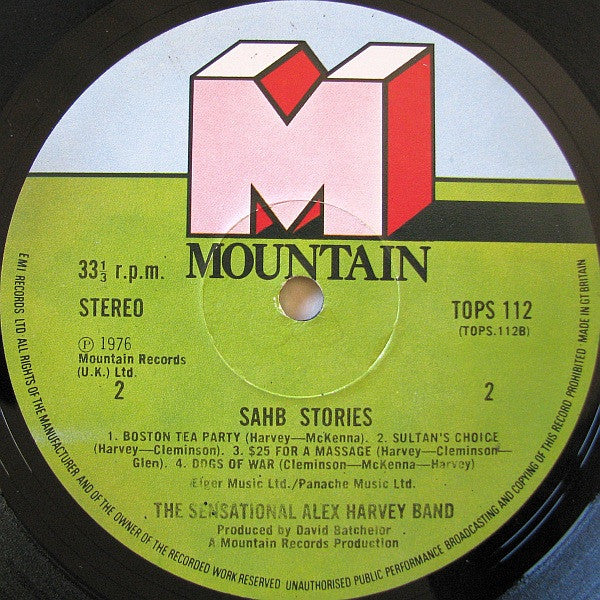 M
MOUNTAIN
33⅓ r.p.m.
STEREO
Ⓟ 1976
Mountain Records
(U.K.) Ltd.
2
TOPS 112
(TOPS.112B)
2
SAHB STORIES
1. BOSTON TEA PARTY (Harvey—McKenna). 2. SULTAN'S CHOICE
(Harvey—Cleminson). 3. $25 FOR A MASSAGE (Harvey—Cleminson—
Glen). 4. DOGS OF WAR (Cleminson—McKenna—Harvey)
Elger Music Ltd./Panache Music Ltd.
THE SENSATIONAL ALEX HARVEY BAND
Produced by David Batchelor
A Mountain Records Production
EMI RECORDS LTD ALL RIGHTS OF THE MANUFACTURER AND OF THE OWNER OF THE RECORDED WORK RESERVED UNAUTHORISED PUBLIC PERFORMANCE BROADCASTING AND COPYING OF THIS RECORD PROHIBITED MADE IN GT BRITAIN